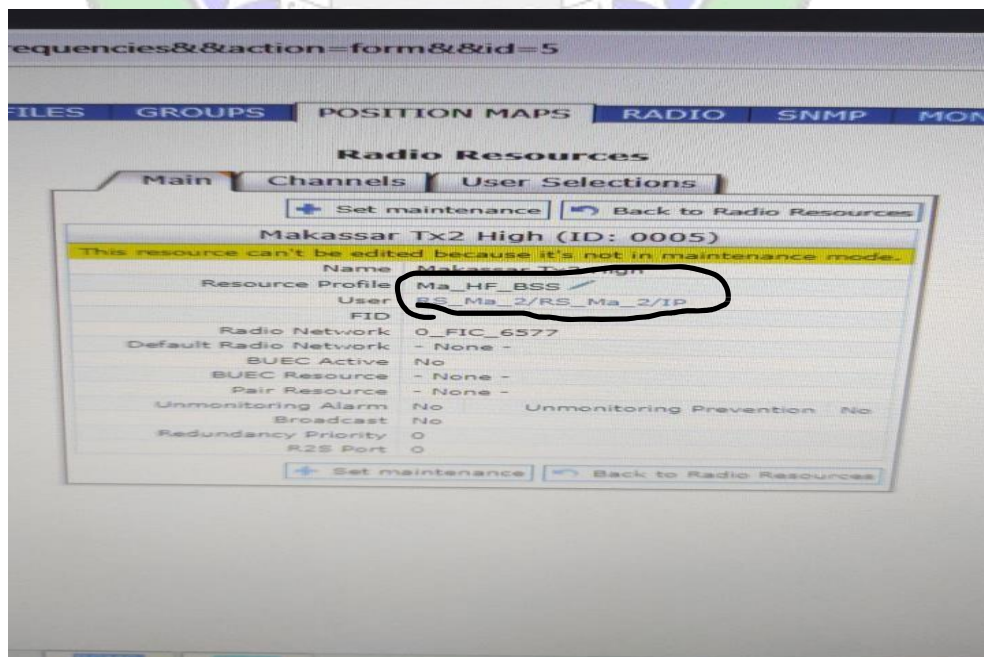 equencies&&action=form&&id=5
FILES GROUPS POSITION MAPS RADIO SNMP MON
Radio Resources
Main Channels User Selections
Set maintenance Back to Radio Resources
Makassar Tx2 High (ID: 0005)
This resource can't be edited because it's not in maintenance mode.
Name Makassar Tx2 High
Resource Profile Ma_HF_BSS
User RS_Ma_2/RS_Ma_2/IP
FID
Radio Network 0_FIC_6577
Default Radio Network - None -
BUEC Active No
BUEC Resource - None -
Pair Resource - None -
Unmonitoring Alarm No Unmonitoring Prevention No
Broadcast No
Redundancy Priority 0
R2S Port 0
Set maintenance Back to Radio Resources